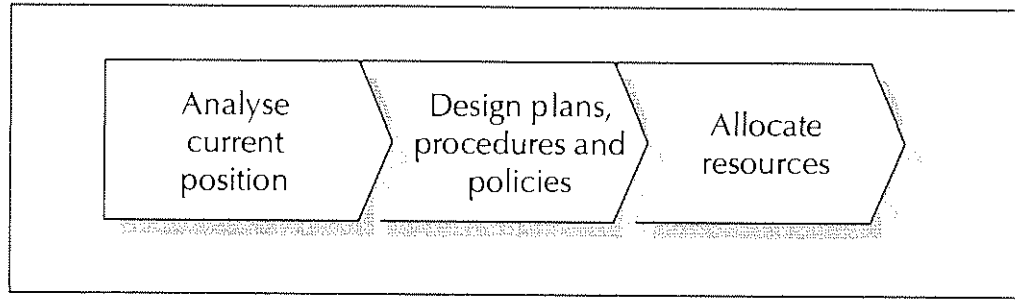 Analyse
current
position
Design plans,
procedures and
policies
Allocate
resources